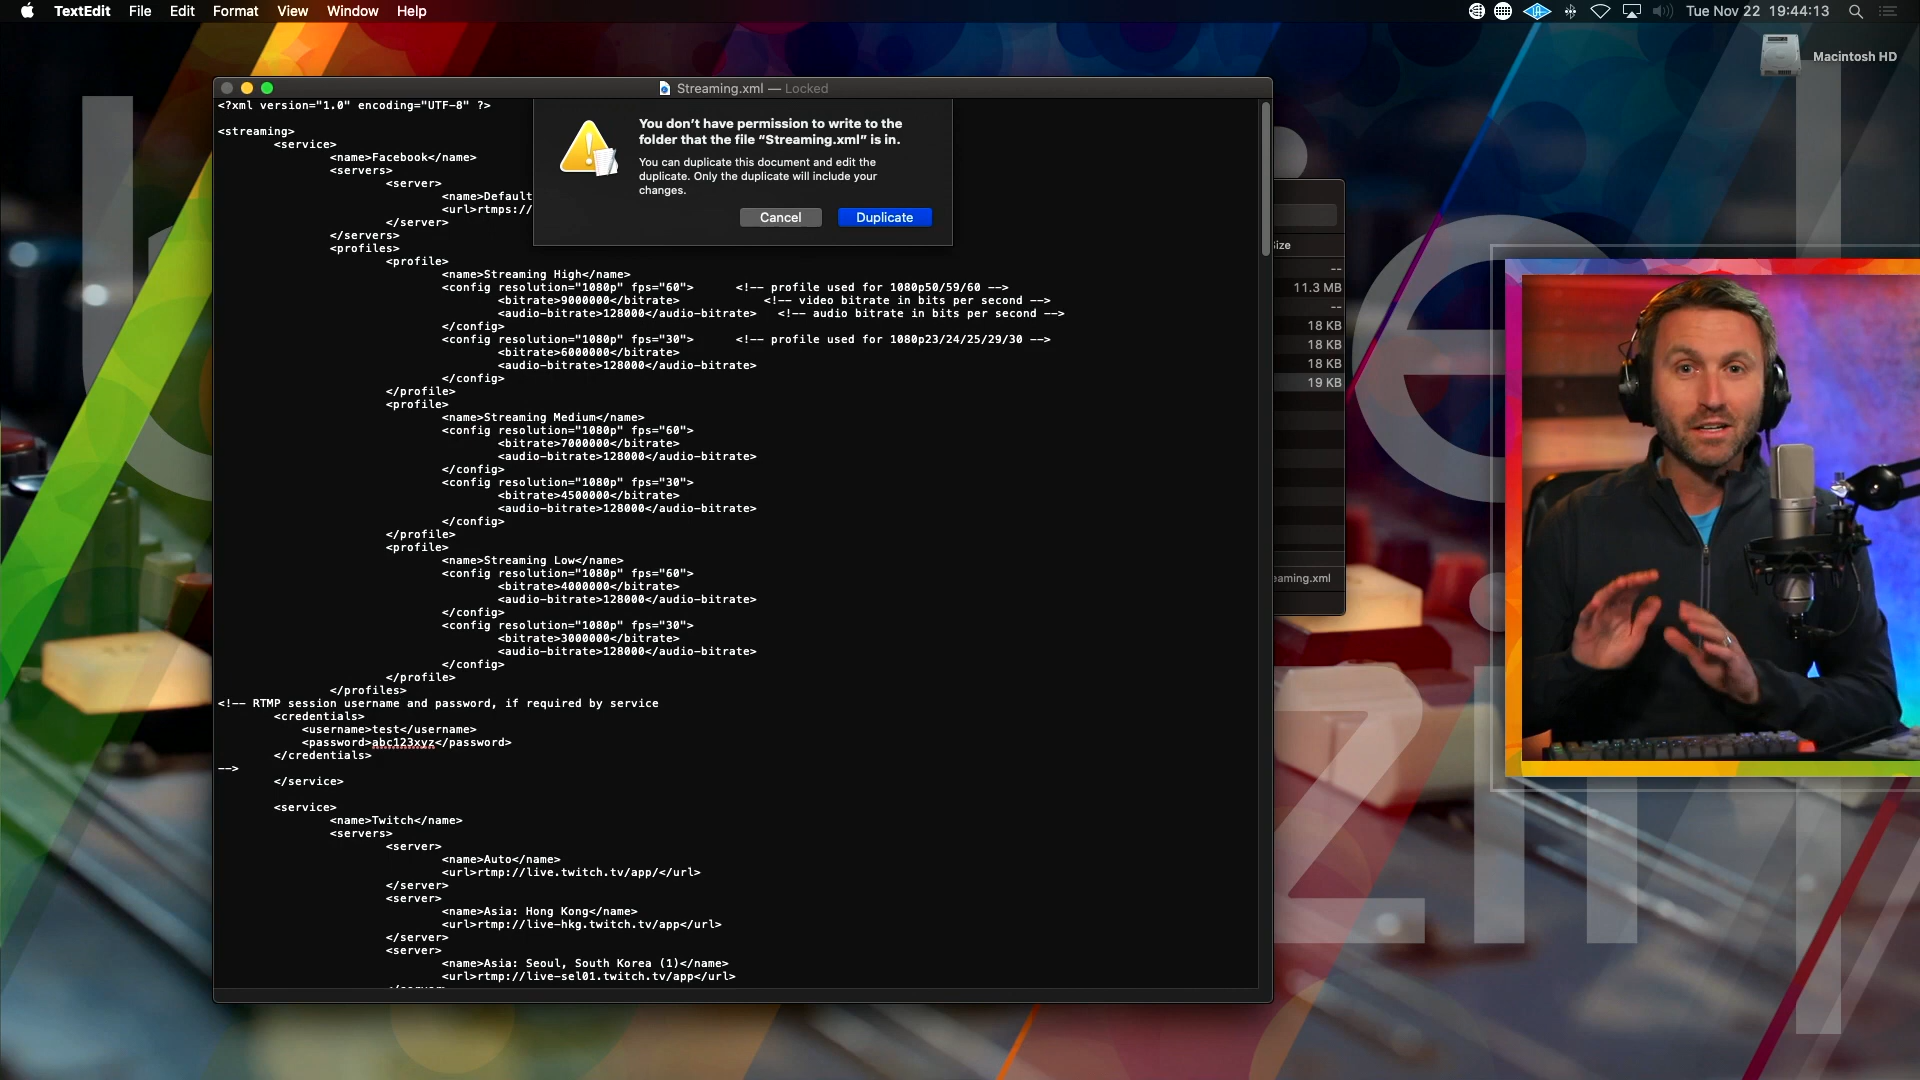 TextEdit File Edit Format View Window Help
Tue Nov 22 19:44:13
Macintosh HD
Streaming.xml — Locked
<?xml version="1.0" encoding="UTF-8" ?>
<streaming>
<service>
<name>Facebook</name>
<servers>
<server>
<name>Default
<url>rtmps://
</server>
</servers>
<profiles>
<profile>
<name>Streaming High</name>
<config resolution="1080p" fps="60"> <!-- profile used for 1080p50/59/60 -->
<bitrate>9000000</bitrate> <!-- video bitrate in bits per second -->
<audio-bitrate>128000</audio-bitrate> <!-- audio bitrate in bits per second -->
</config>
<config resolution="1080p" fps="30"> <!-- profile used for 1080p23/24/25/29/30 -->
<bitrate>6000000</bitrate>
<audio-bitrate>128000</audio-bitrate>
</config>
</profile>
<profile>
<name>Streaming Medium</name>
<config resolution="1080p" fps="60">
<bitrate>7000000</bitrate>
<audio-bitrate>128000</audio-bitrate>
</config>
<config resolution="1080p" fps="30">
<bitrate>4500000</bitrate>
<audio-bitrate>128000</audio-bitrate>
</config>
</profile>
<profile>
<name>Streaming Low</name>
<config resolution="1080p" fps="60">
<bitrate>4000000</bitrate>
<audio-bitrate>128000</audio-bitrate>
</config>
<config resolution="1080p" fps="30">
<bitrate>3000000</bitrate>
<audio-bitrate>128000</audio-bitrate>
</config>
</profile>
</profiles>
<!-- RTMP session username and password, if required by service
<credentials>
<username>test</username>
<password>abc123xyz</password>
</credentials>
-->
</service>
<service>
<name>Twitch</name>
<servers>
<server>
<name>Auto</name>
<url>rtmp://live.twitch.tv/app/</url>
</server>
<server>
<name>Asia: Hong Kong</name>
<url>rtmp://live-hkg.twitch.tv/app</url>
</server>
<server>
<name>Asia: Seoul, South Korea (1)</name>
<url>rtmp://live-sel01.twitch.tv/app</url>
You don't have permission to write to the
folder that the file “Streaming.xml” is in.
You can duplicate this document and edit the
duplicate. Only the duplicate will include your
changes.
Cancel Duplicate
Size
--
11.3 MB
--
18 KB
18 KB
18 KB
19 KB
eaming.xml